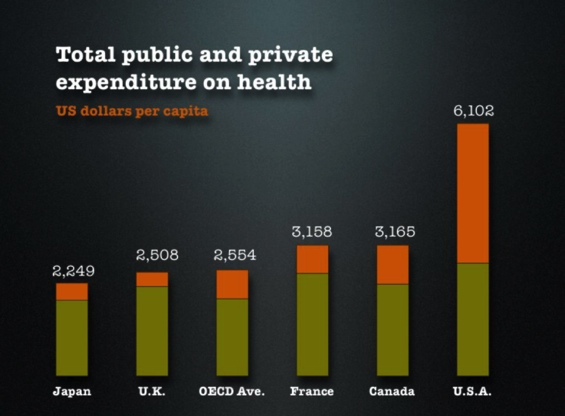 Total public and private
expenditure on health
US dollars per capita
6,102
3,158
3,165
2,508
2,554
2,249
Japan
U.K.
OECD Ave.
France
Canada
U.S.A.